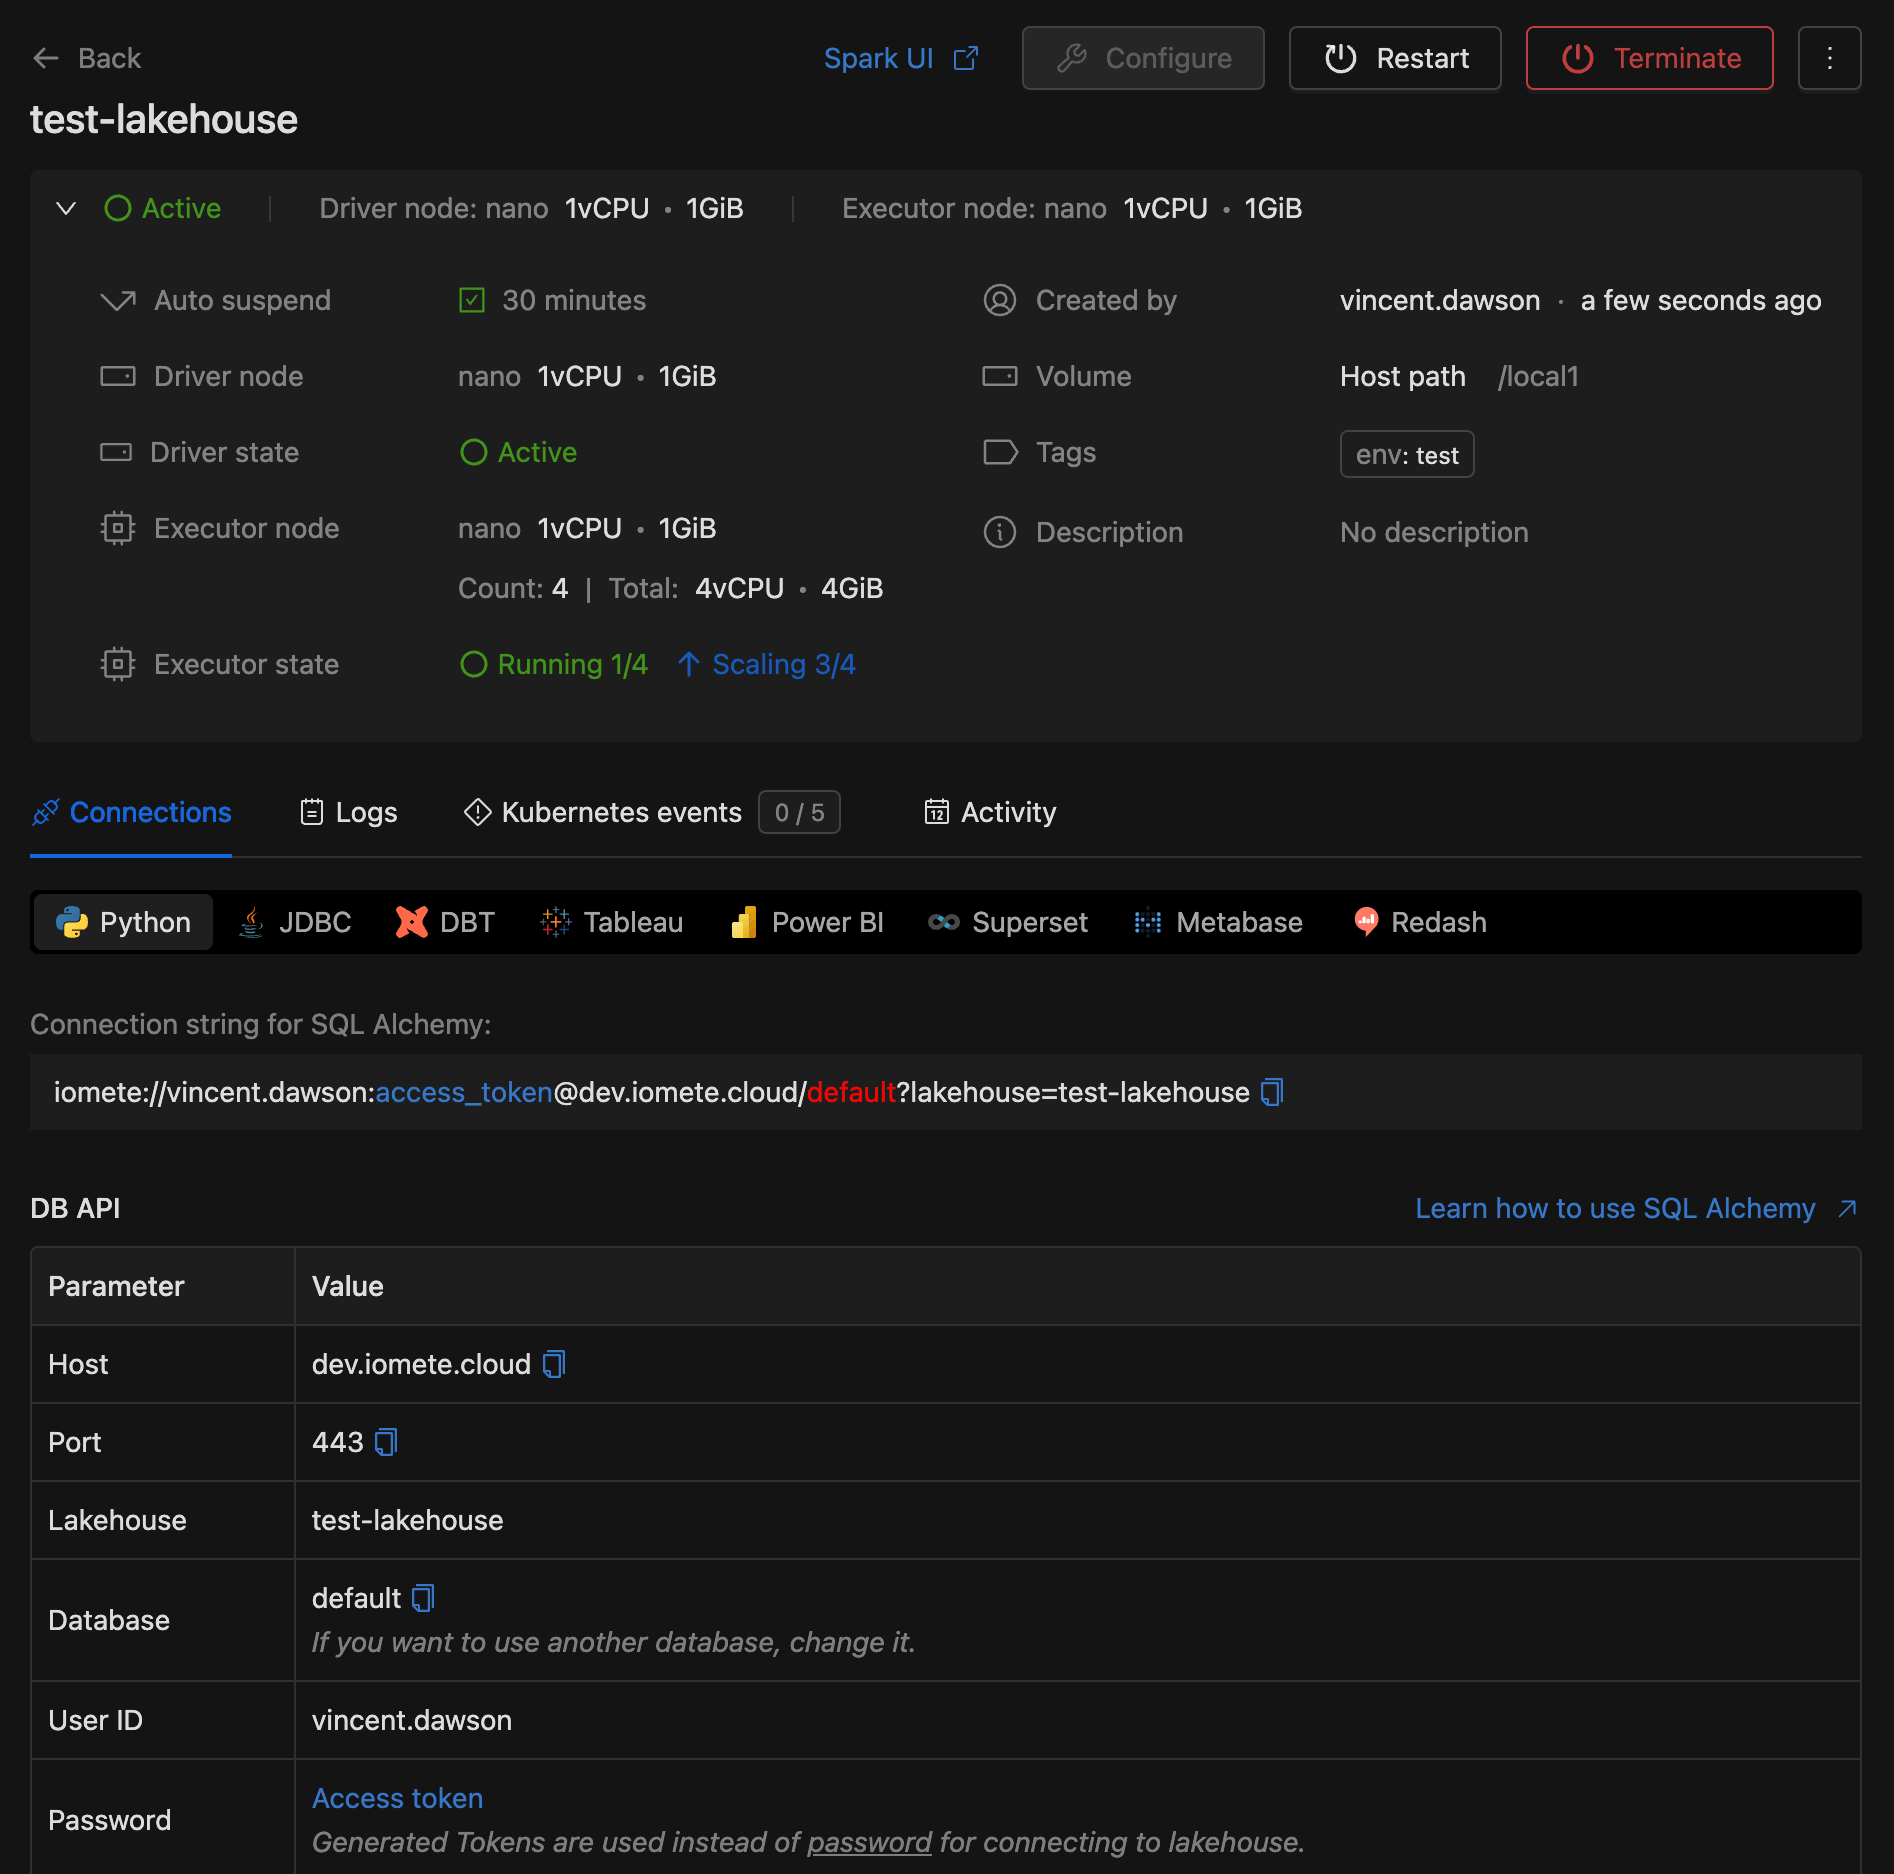 Back
Spark UI
Configure
Restart
Terminate
test-lakehouse
Active | Driver node: nano 1vCPU • 1GiB | Executor node: nano 1vCPU • 1GiB
Auto suspend 30 minutes
Created by vincent.dawson · a few seconds ago
Driver node nano 1vCPU • 1GiB
Volume Host path /local1
Driver state Active
Tags env: test
Executor node nano 1vCPU • 1GiB
Description No description
Count: 4 | Total: 4vCPU • 4GiB
Executor state Running 1/4 Scaling 3/4
Connections
Logs
Kubernetes events 0 / 5
12 Activity
Python
JDBC
DBT
Tableau
Power BI
Superset
Metabase
Redash
Connection string for SQL Alchemy:
iomete://vincent.dawson:access_token@dev.iomete.cloud/default?lakehouse=test-lakehouse
DB API
Learn how to use SQL Alchemy
Parameter Value
Host dev.iomete.cloud
Port 443
Lakehouse test-lakehouse
Database default
If you want to use another database, change it.
User ID vincent.dawson
Password Access token
Generated Tokens are used instead of password for connecting to lakehouse.